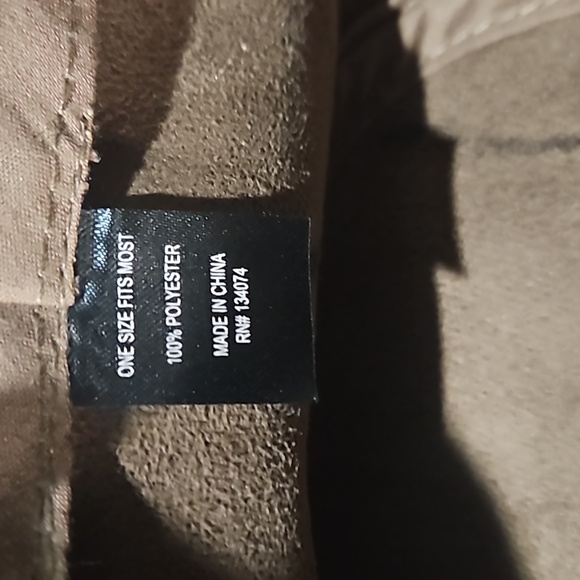 ONE SIZE FITS MOST
100% POLYESTER
MADE IN CHINA
RN# 134074